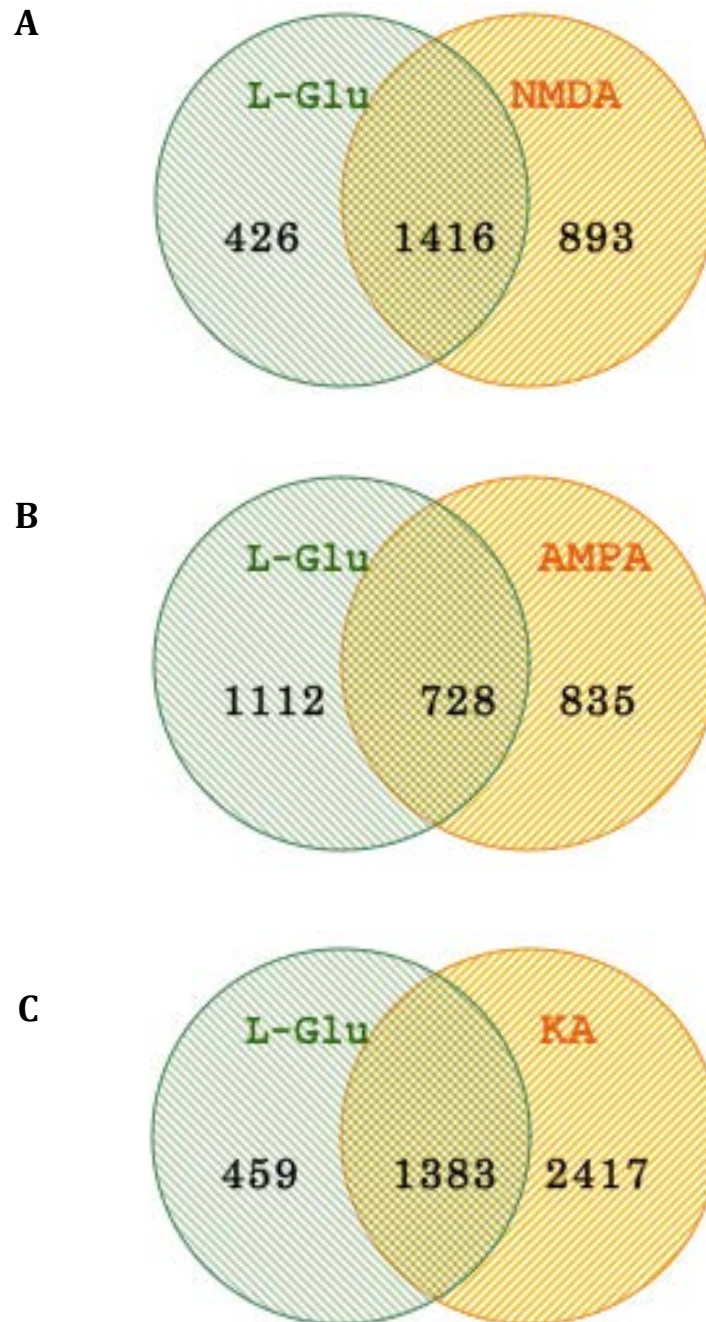 A
L-Glu NMDA
426 1416 893
B
L-Glu AMPA
1112 728 835
C
L-Glu KA
459 1383 2417